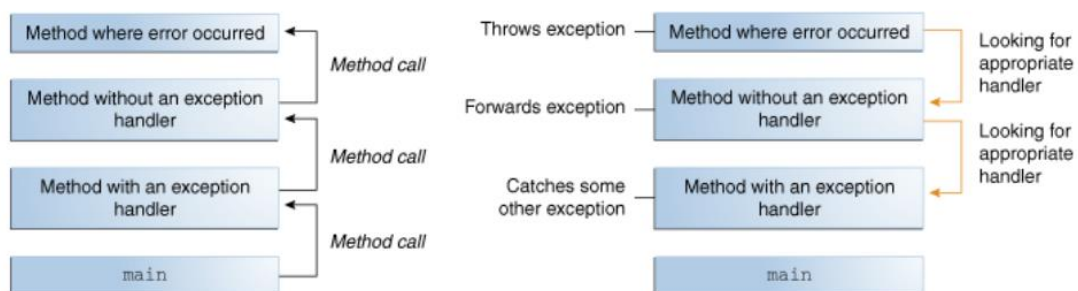 Method where error occurred
Method call
Method without an exception
handler
Method call
Method with an exception
handler
Method call
main
Throws exception
Method where error occurred
Looking for
appropriate
handler
Forwards exception
Method without an exception
handler
Looking for
appropriate
handler
Catches some
other exception
Method with an exception
handler
main